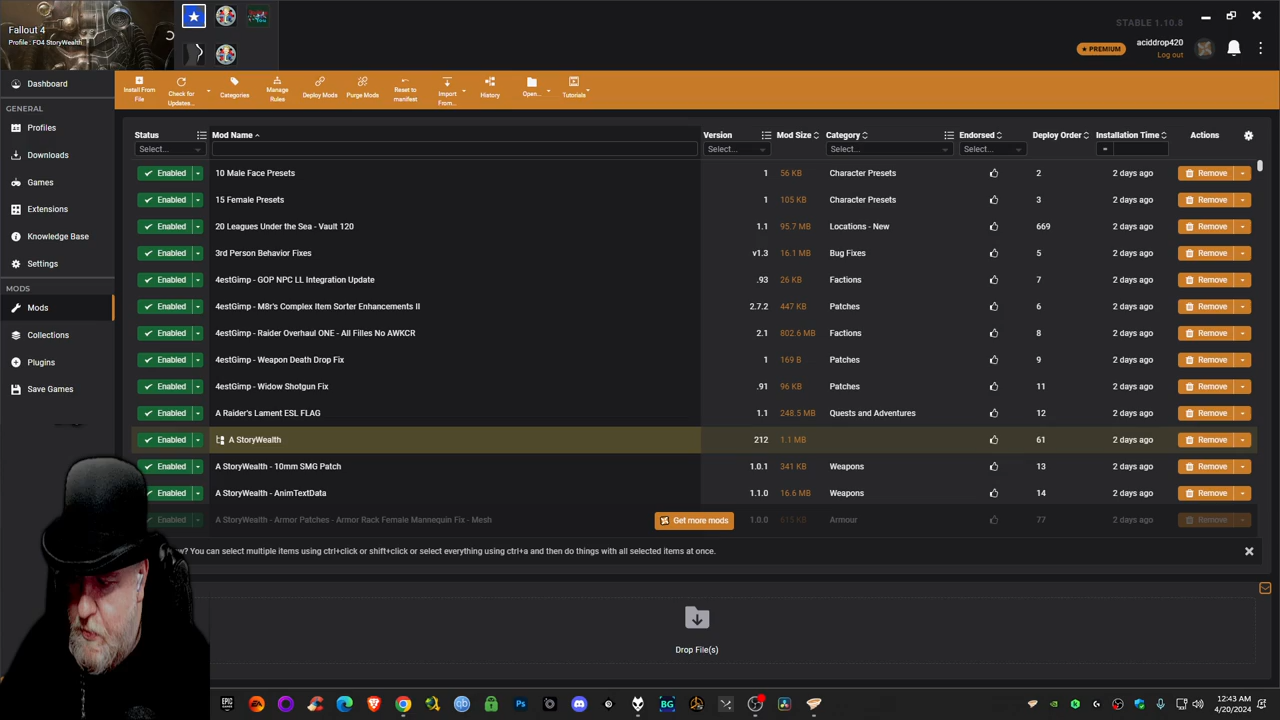 Fallout 4
Profile : FO4 StoryWealth
STABLE 1.10.8
PREMIUM
aciddrop420
Log out
Dashboard
GENERAL
Profiles
Downloads
Games
Extensions
Knowledge Base
Settings
MODS
Mods
Collections
Plugins
Save Games
Install From File
Check for Updates...
Categories
Manage Rules
Deploy Mods
Purge Mods
Reset to manifest
Import From...
History
Open...
Tutorials
Status Mod Name Version Mod Size Category Endorsed Deploy Order Installation Time Actions
Select... Select... Select... Select... =
Enabled 10 Male Face Presets 1 56 KB Character Presets 2 2 days ago Remove
Enabled 15 Female Presets 1 105 KB Character Presets 3 2 days ago Remove
Enabled 20 Leagues Under the Sea - Vault 120 1.1 95.7 MB Locations - New 669 2 days ago Remove
Enabled 3rd Person Behavior Fixes v1.3 16.1 MB Bug Fixes 5 2 days ago Remove
Enabled 4estGimp - GOP NPC LL Integration Update .93 26 KB Factions 7 2 days ago Remove
Enabled 4estGimp - M8r's Complex Item Sorter Enhancements II 2.7.2 447 KB Patches 6 2 days ago Remove
Enabled 4estGimp - Raider Overhaul ONE - All Filles No AWKCR 2.1 802.6 MB Factions 8 2 days ago Remove
Enabled 4estGimp - Weapon Death Drop Fix 1 169 B Patches 9 2 days ago Remove
Enabled 4estGimp - Widow Shotgun Fix .91 96 KB Patches 11 2 days ago Remove
Enabled A Raider's Lament ESL FLAG 1.1 248.5 MB Quests and Adventures 12 2 days ago Remove
Enabled A StoryWealth 212 1.1 MB 61 2 days ago Remove
Enabled A StoryWealth - 10mm SMG Patch 1.0.1 341 KB Weapons 13 2 days ago Remove
Enabled A StoryWealth - AnimTextData 1.1.0 16.6 MB Weapons 14 2 days ago Remove
Enabled A StoryWealth - Armor Patches - Armor Rack Female Mannequin Fix - Mesh 1.0.0 615 KB Armour 77 2 days ago Remove
Get more mods
You can select multiple items using ctrl+click or shift+click or select everything using ctrl+a and then do things with all selected items at once.
Drop File(s)
12:43 AM
4/20/2024